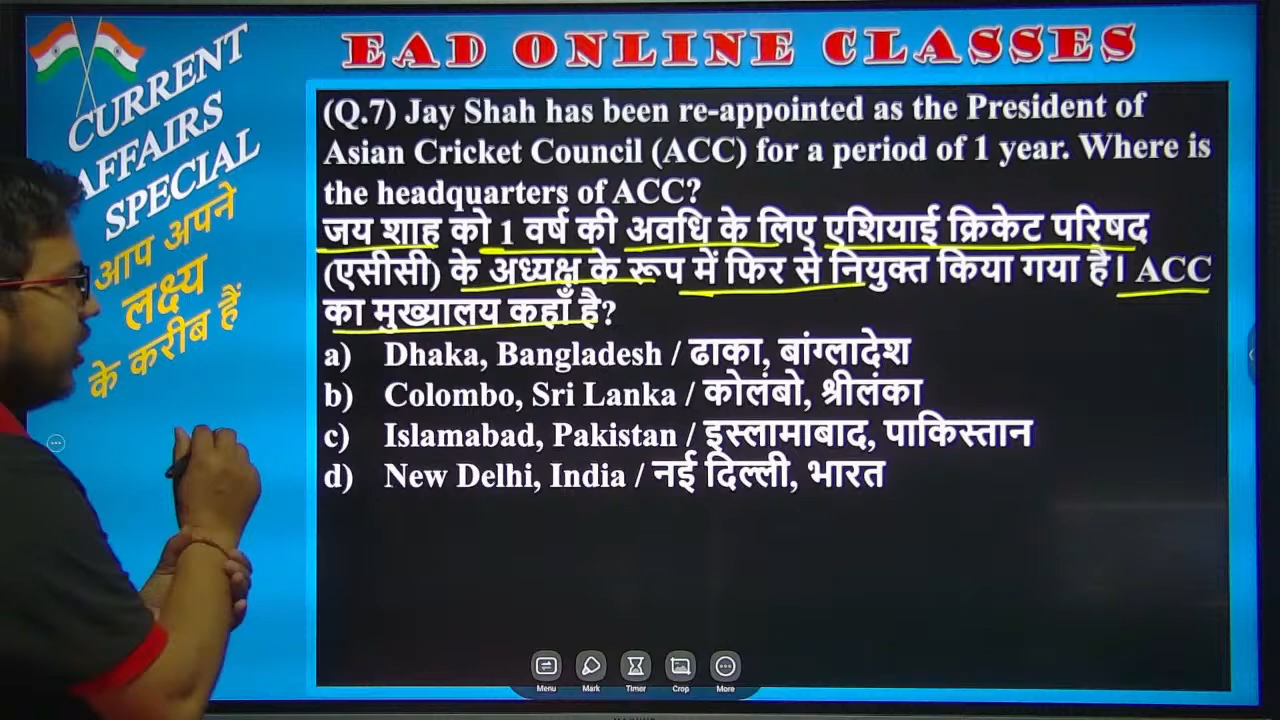 EAD ONLINE CLASSES
CURRENT
AFFAIRS
SPECIAL
आप अपने
लक्ष्य
के करीब हैं
(Q.7) Jay Shah has been re-appointed as the President of
Asian Cricket Council (ACC) for a period of 1 year. Where is
the headquarters of ACC?
जय शाह को 1 वर्ष की अवधि के लिए एशियाई क्रिकेट परिषद
(एसीसी) के अध्यक्ष के रूप में फिर से नियुक्त किया गया है। ACC
का मुख्यालय कहाँ है?
a) Dhaka, Bangladesh / ढाका, बांग्लादेश
b) Colombo, Sri Lanka / कोलंबो, श्रीलंका
c) Islamabad, Pakistan / इस्लामाबाद, पाकिस्तान
d) New Delhi, India / नई दिल्ली, भारत
Menu Mark Timer Crop More